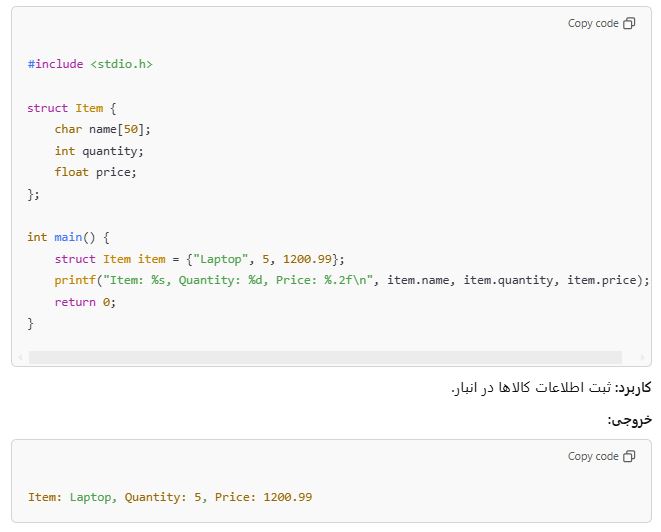 Copy code
#include <stdio.h>
struct Item {
    char name[50];
    int quantity;
    float price;
};
int main() {
    struct Item item = {"Laptop", 5, 1200.99};
    printf("Item: %s, Quantity: %d, Price: %.2f\n", item.name, item.quantity, item.price);
    return 0;
}
کاربرد: ثبت اطلاعات کالاها در انبار.
خروجی:
Copy code
Item: Laptop, Quantity: 5, Price: 1200.99